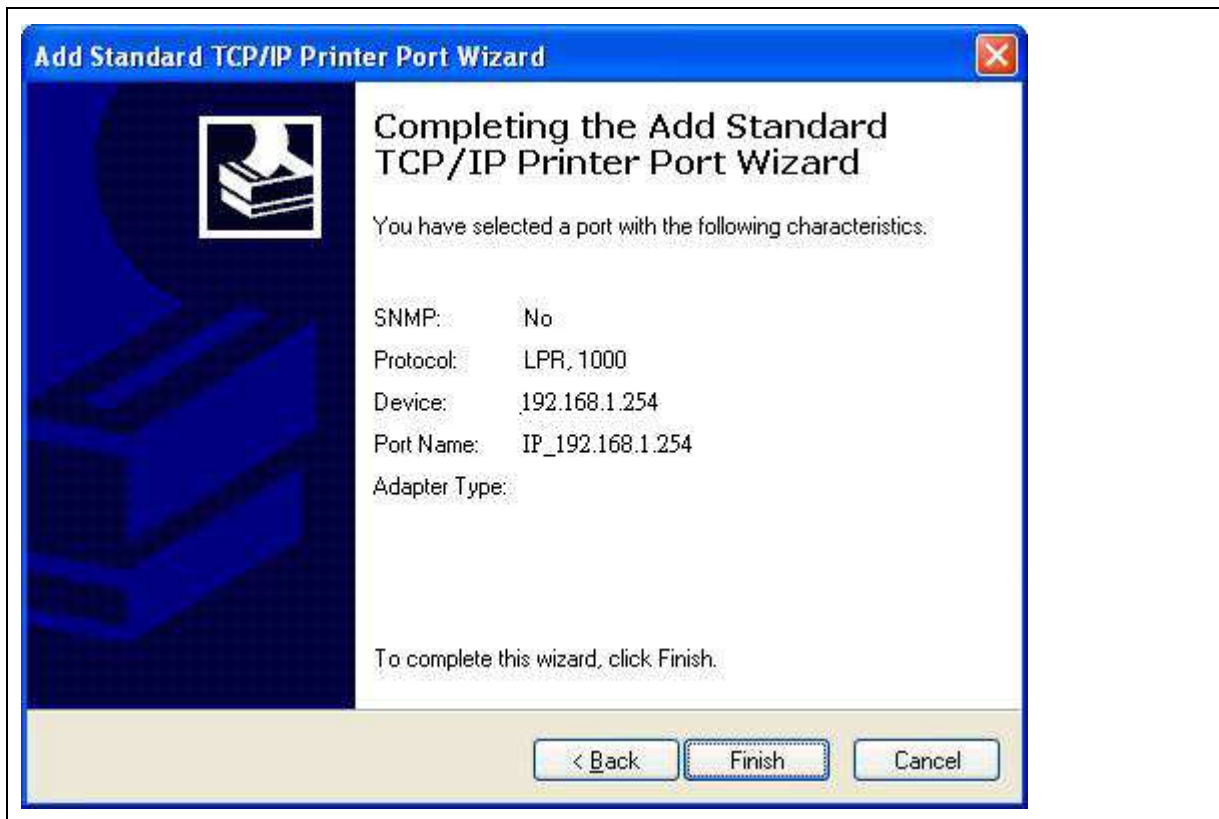 Add Standard TCP/IP Printer Port Wizard
Completing the Add Standard
TCP/IP Printer Port Wizard
You have selected a port with the following characteristics.
SNMP: No
Protocol: LPR, 1000
Device: 192.168.1.254
Port Name: IP_192.168.1.254
Adapter Type:
To complete this wizard, click Finish.
< Back Finish Cancel